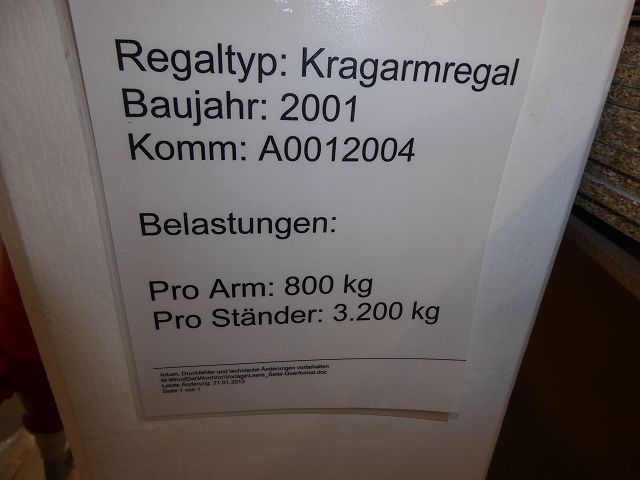 Regaltyp: Kragarmregal
Baujahr: 2001
Komm: A0012004
Belastungen:
Pro Arm: 800 kg
Pro Ständer: 3.200 kg
Irrtum, Druckfehler und technische Änderungen vorbehalten
Letzte Änderung: 21.01.2013
Seite 1 von 1